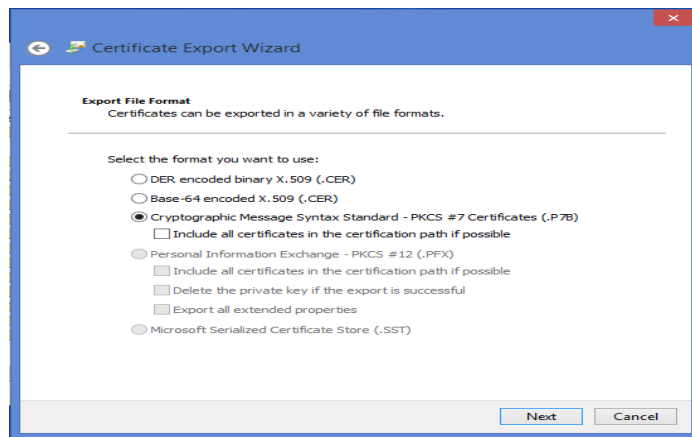 Certificate Export Wizard
Export File Format
Certificates can be exported in a variety of file formats.
Select the format you want to use:
DER encoded binary X.509 (.CER)
Base-64 encoded X.509 (.CER)
Cryptographic Message Syntax Standard - PKCS #7 Certificates (.P7B)
Include all certificates in the certification path if possible
Personal Information Exchange - PKCS #12 (.PFX)
Include all certificates in the certification path if possible
Delete the private key if the export is successful
Export all extended properties
Microsoft Serialized Certificate Store (.SST)
Next Cancel